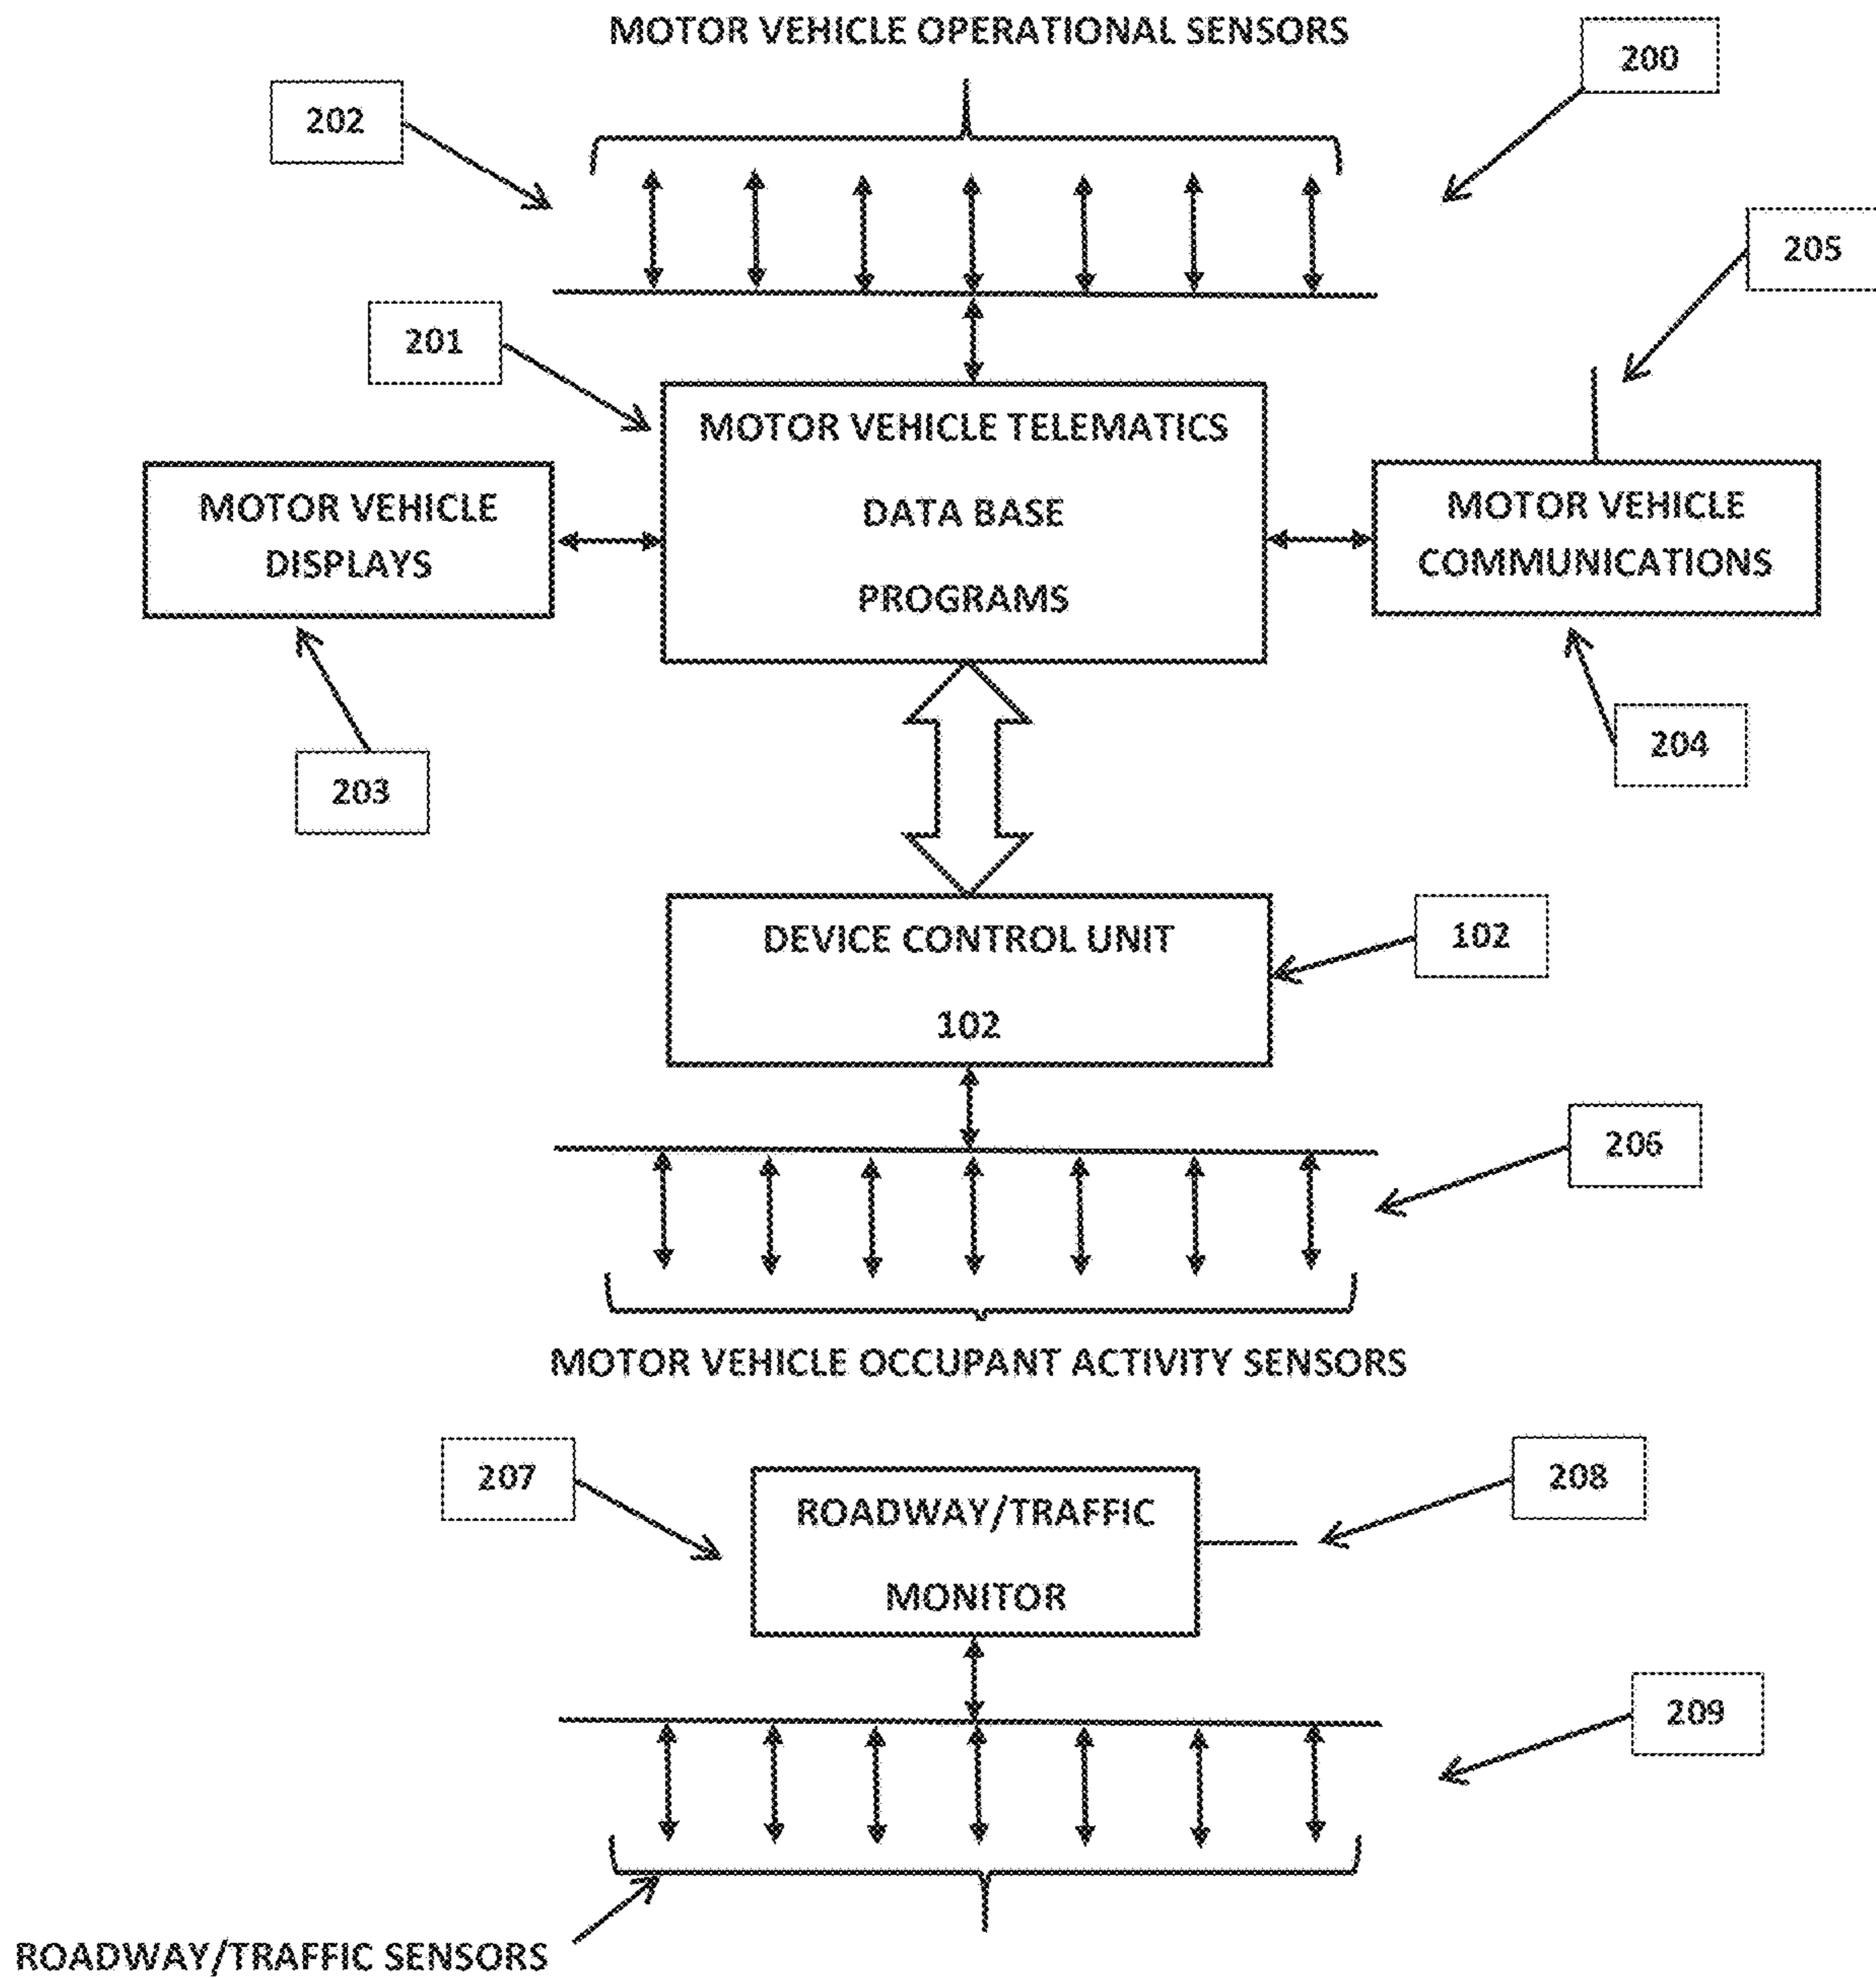 MOTOR VEHICLE OPERATIONAL SENSORS
200
202
205
201
MOTOR VEHICLE TELEMATICS
DATA BASE
PROGRAMS
MOTOR VEHICLE
DISPLAYS
MOTOR VEHICLE
COMMUNICATIONS
203
204
DEVICE CONTROL UNIT
102
102
206
MOTOR VEHICLE OCCUPANT ACTIVITY SENSORS
207
ROADWAY/TRAFFIC
MONITOR
208
209
ROADWAY/TRAFFIC SENSORS